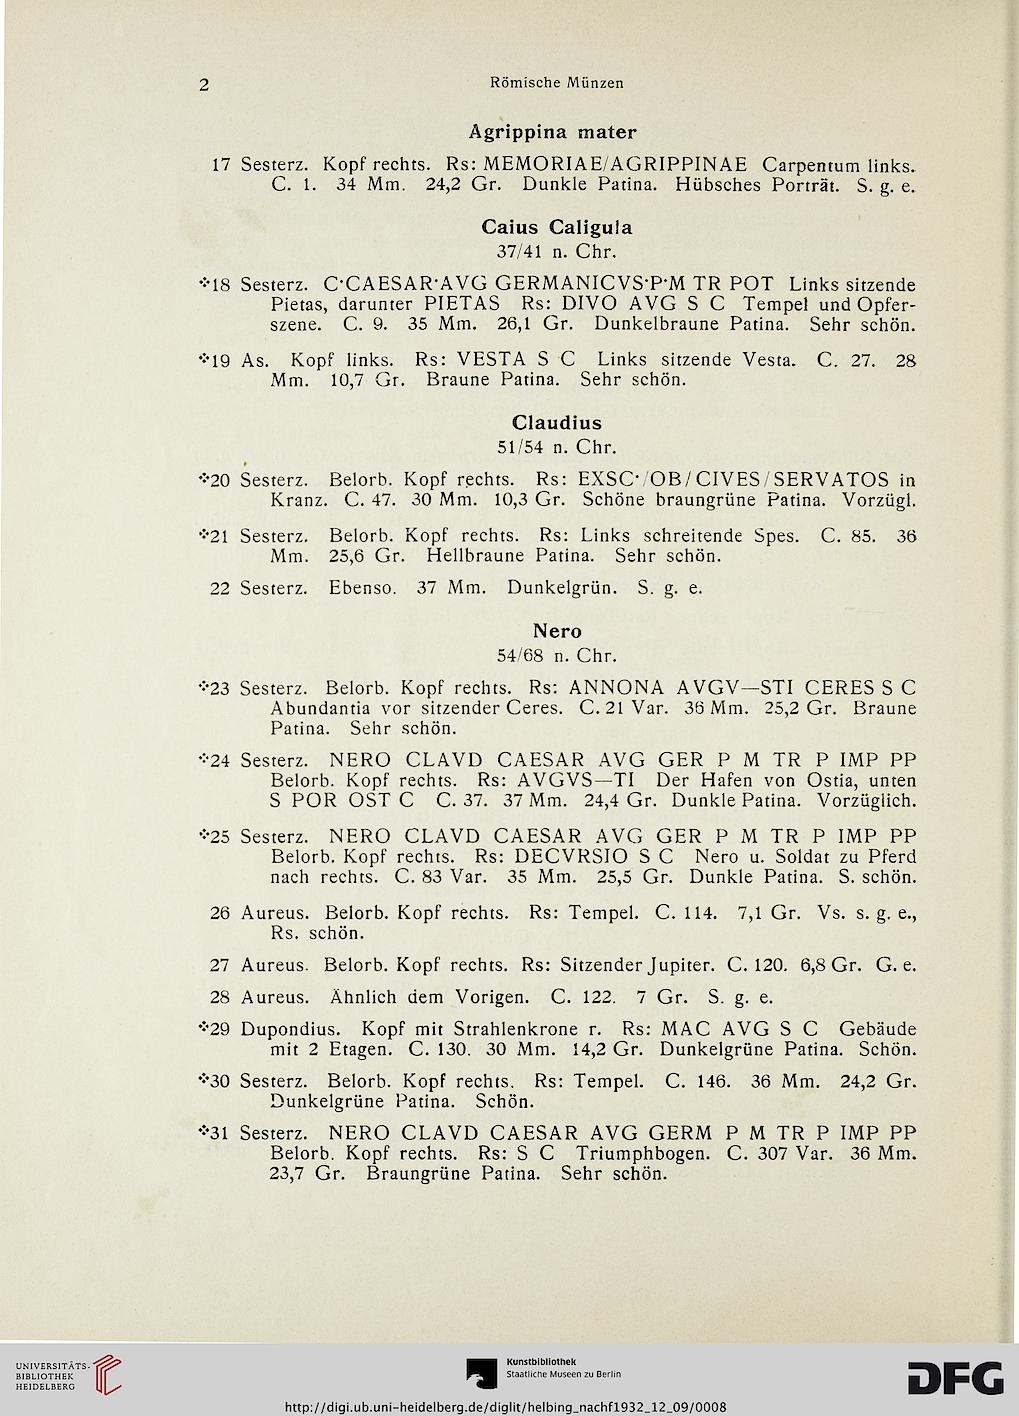 2 Römische Münzen
Agrippina mater
17 Sesterz. Kopf rechts. Rs: MEMORIAE/AGRIPPINAE Carpentum links.
C. 1. 34 Mm. 24,2 Gr. Dunkle Patina. Hübsches Porträt. S. g. e.
Caius Caligula
37/41 n. Chr.
⁘18 Sesterz. C·CAESAR·AVG GERMANICVS·P·M TR POT Links sitzende
Pietas, darunter PIETAS Rs: DIVO AVG S C Tempel und Opfer-
szene. C. 9. 35 Mm. 26,1 Gr. Dunkelbraune Patina. Sehr schön.
⁘19 As. Kopf links. Rs: VESTA S C Links sitzende Vesta. C. 27. 28
Mm. 10,7 Gr. Braune Patina. Sehr schön.
Claudius
51/54 n. Chr.
⁘20 Sesterz. Belorb. Kopf rechts. Rs: EXSC·/OB/CIVES/SERVATOS in
Kranz. C. 47. 30 Mm. 10,3 Gr. Schöne braungrüne Patina. Vorzügl.
⁘21 Sesterz. Belorb. Kopf rechts. Rs: Links schreitende Spes. C. 85. 36
Mm. 25,6 Gr. Hellbraune Patina. Sehr schön.
22 Sesterz. Ebenso. 37 Mm. Dunkelgrün. S. g. e.
Nero
54/68 n. Chr.
⁘23 Sesterz. Belorb. Kopf rechts. Rs: ANNONA AVGV—STI CERES S C
Abundantia vor sitzender Ceres. C. 21 Var. 36 Mm. 25,2 Gr. Braune
Patina. Sehr schön.
⁘24 Sesterz. NERO CLAVD CAESAR AVG GER P M TR P IMP PP
Belorb. Kopf rechts. Rs: AVGVS—TI Der Hafen von Ostia, unten
S POR OST C C. 37. 37 Mm. 24,4 Gr. Dunkle Patina. Vorzüglich.
⁘25 Sesterz. NERO CLAVD CAESAR AVG GER P M TR P IMP PP
Belorb. Kopf rechts. Rs: DECVRSIO S C Nero u. Soldat zu Pferd
nach rechts. C. 83 Var. 35 Mm. 25,5 Gr. Dunkle Patina. S. schön.
26 Aureus. Belorb. Kopf rechts. Rs: Tempel. C. 114. 7,1 Gr. Vs. s. g. e.,
Rs. schön.
27 Aureus. Belorb. Kopf rechts. Rs: Sitzender Jupiter. C. 120. 6,8 Gr. G. e.
28 Aureus. Ähnlich dem Vorigen. C. 122. 7 Gr. S. g. e.
⁘29 Dupondius. Kopf mit Strahlenkrone r. Rs: MAC AVG S C Gebäude
mit 2 Etagen. C. 130. 30 Mm. 14,2 Gr. Dunkelgrüne Patina. Schön.
⁘30 Sesterz. Belorb. Kopf rechts. Rs: Tempel. C. 146. 36 Mm. 24,2 Gr.
Dunkelgrüne Patina. Schön.
⁘31 Sesterz. NERO CLAVD CAESAR AVG GERM P M TR P IMP PP
Belorb. Kopf rechts. Rs: S C Triumphbogen. C. 307 Var. 36 Mm.
23,7 Gr. Braungrüne Patina. Sehr schön.
UNIVERSITÄTS-
BIBLIOTHEK
HEIDELBERG
Kunstbibliothek
Staatliche Museen zu Berlin
DFG
http://digi.ub.uni-heidelberg.de/diglit/helbing_nachf1932_12_09/0008